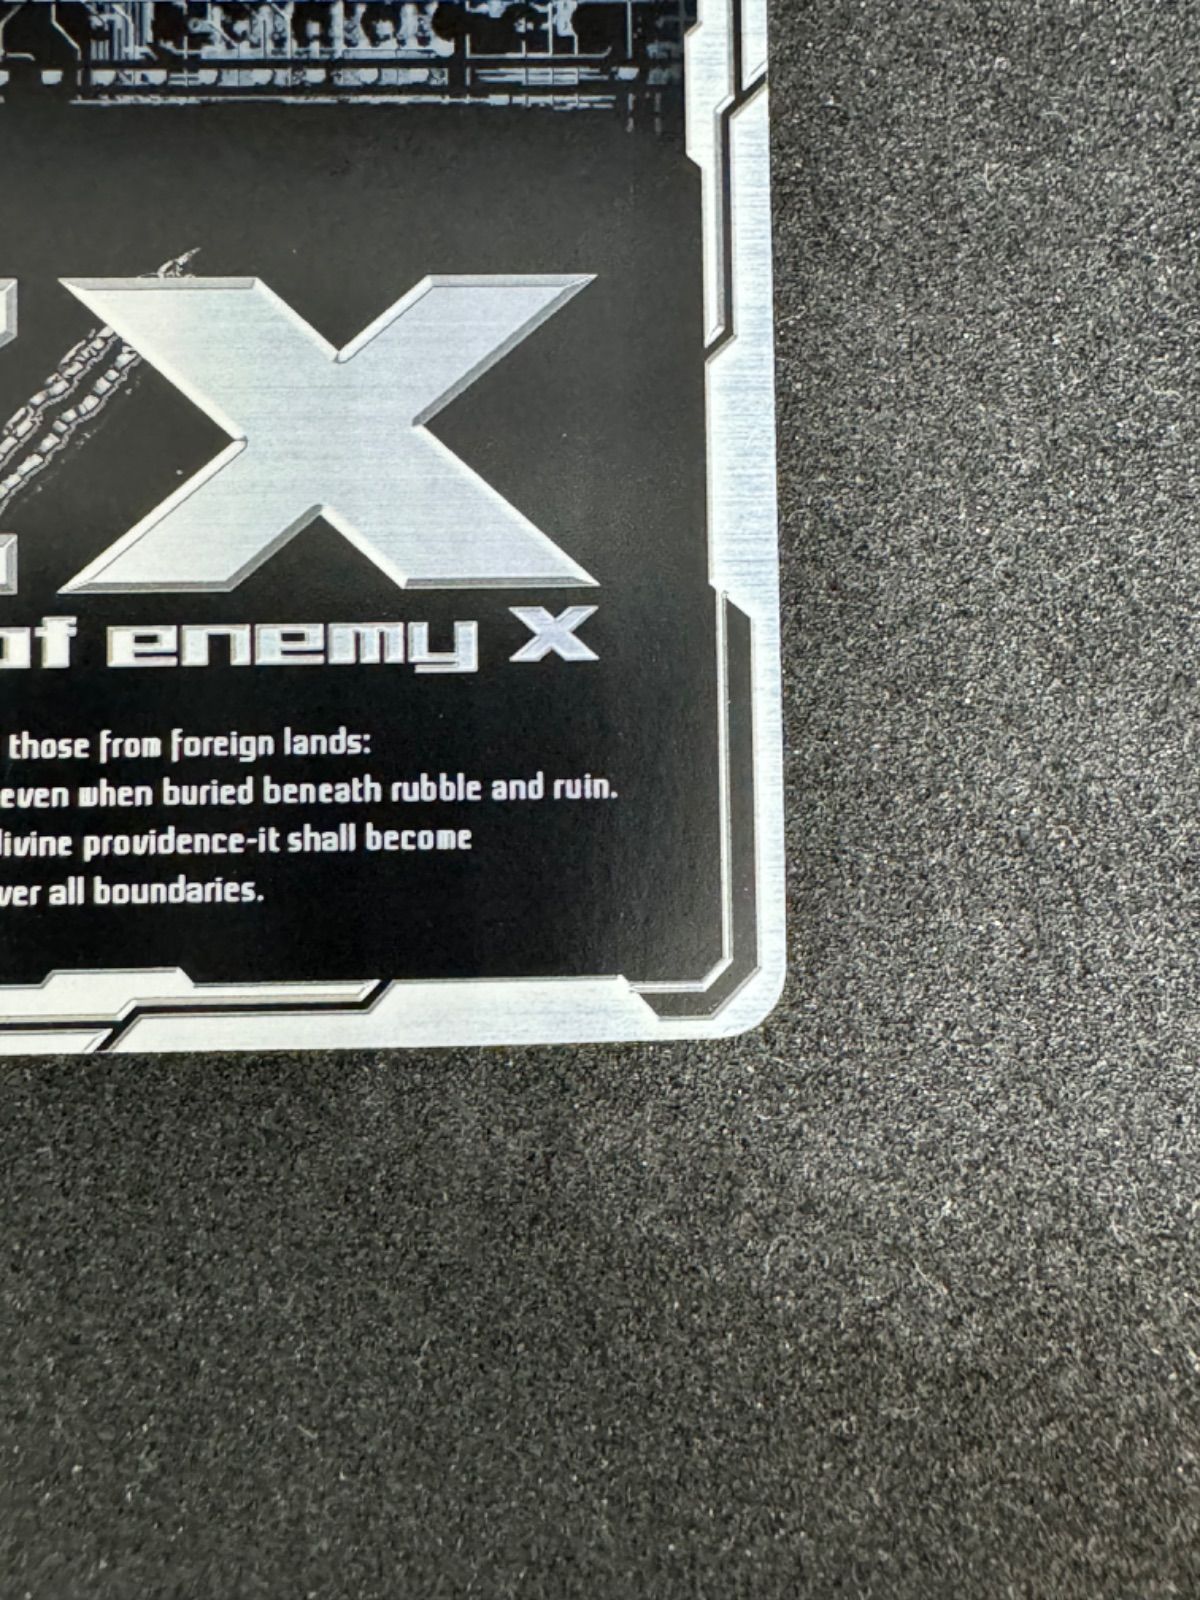 X
of enemy X
those from foreign lands:
even when buried beneath rubble and ruin.
divine providence-it shall become
all boundaries.